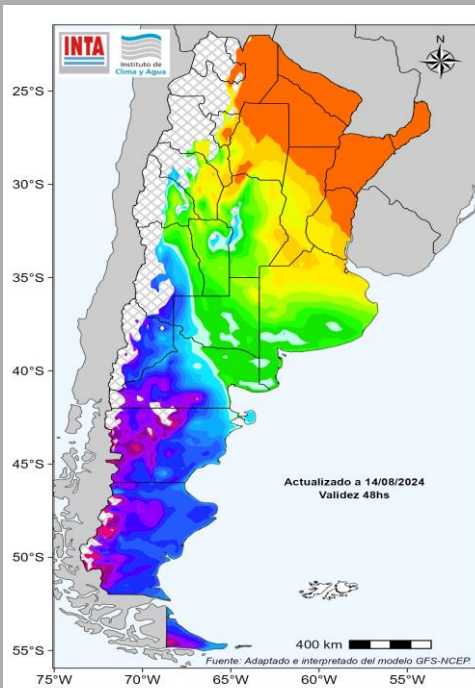 INTA
Instituto de
Clima y Agua
N
25°S
30°S
35°S
40°S
45°S
50°S
55°S
Actualizado a 14/08/2024
Validez 48hs
400 km
Fuente: Adaptado e interpretado del modelo GFS-NCEP.
75°W
70°W
65°W
60°W
55°W